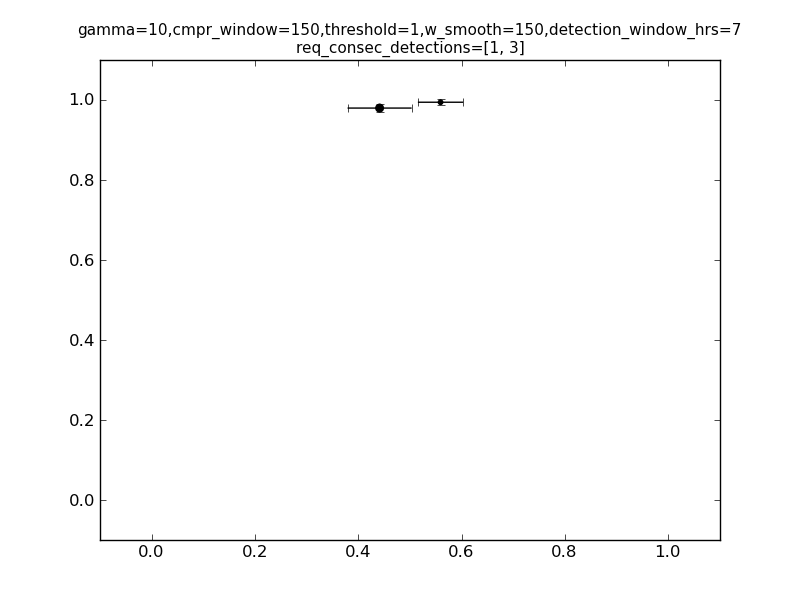 gamma=10,cmpr_window=150,threshold=1,w_smooth=150,detection_window_hrs=7
req_consec_detections=[1, 3]
1.0
0.8
0.6
0.4
0.2
0.0
0.0 0.2 0.4 0.6 0.8 1.0